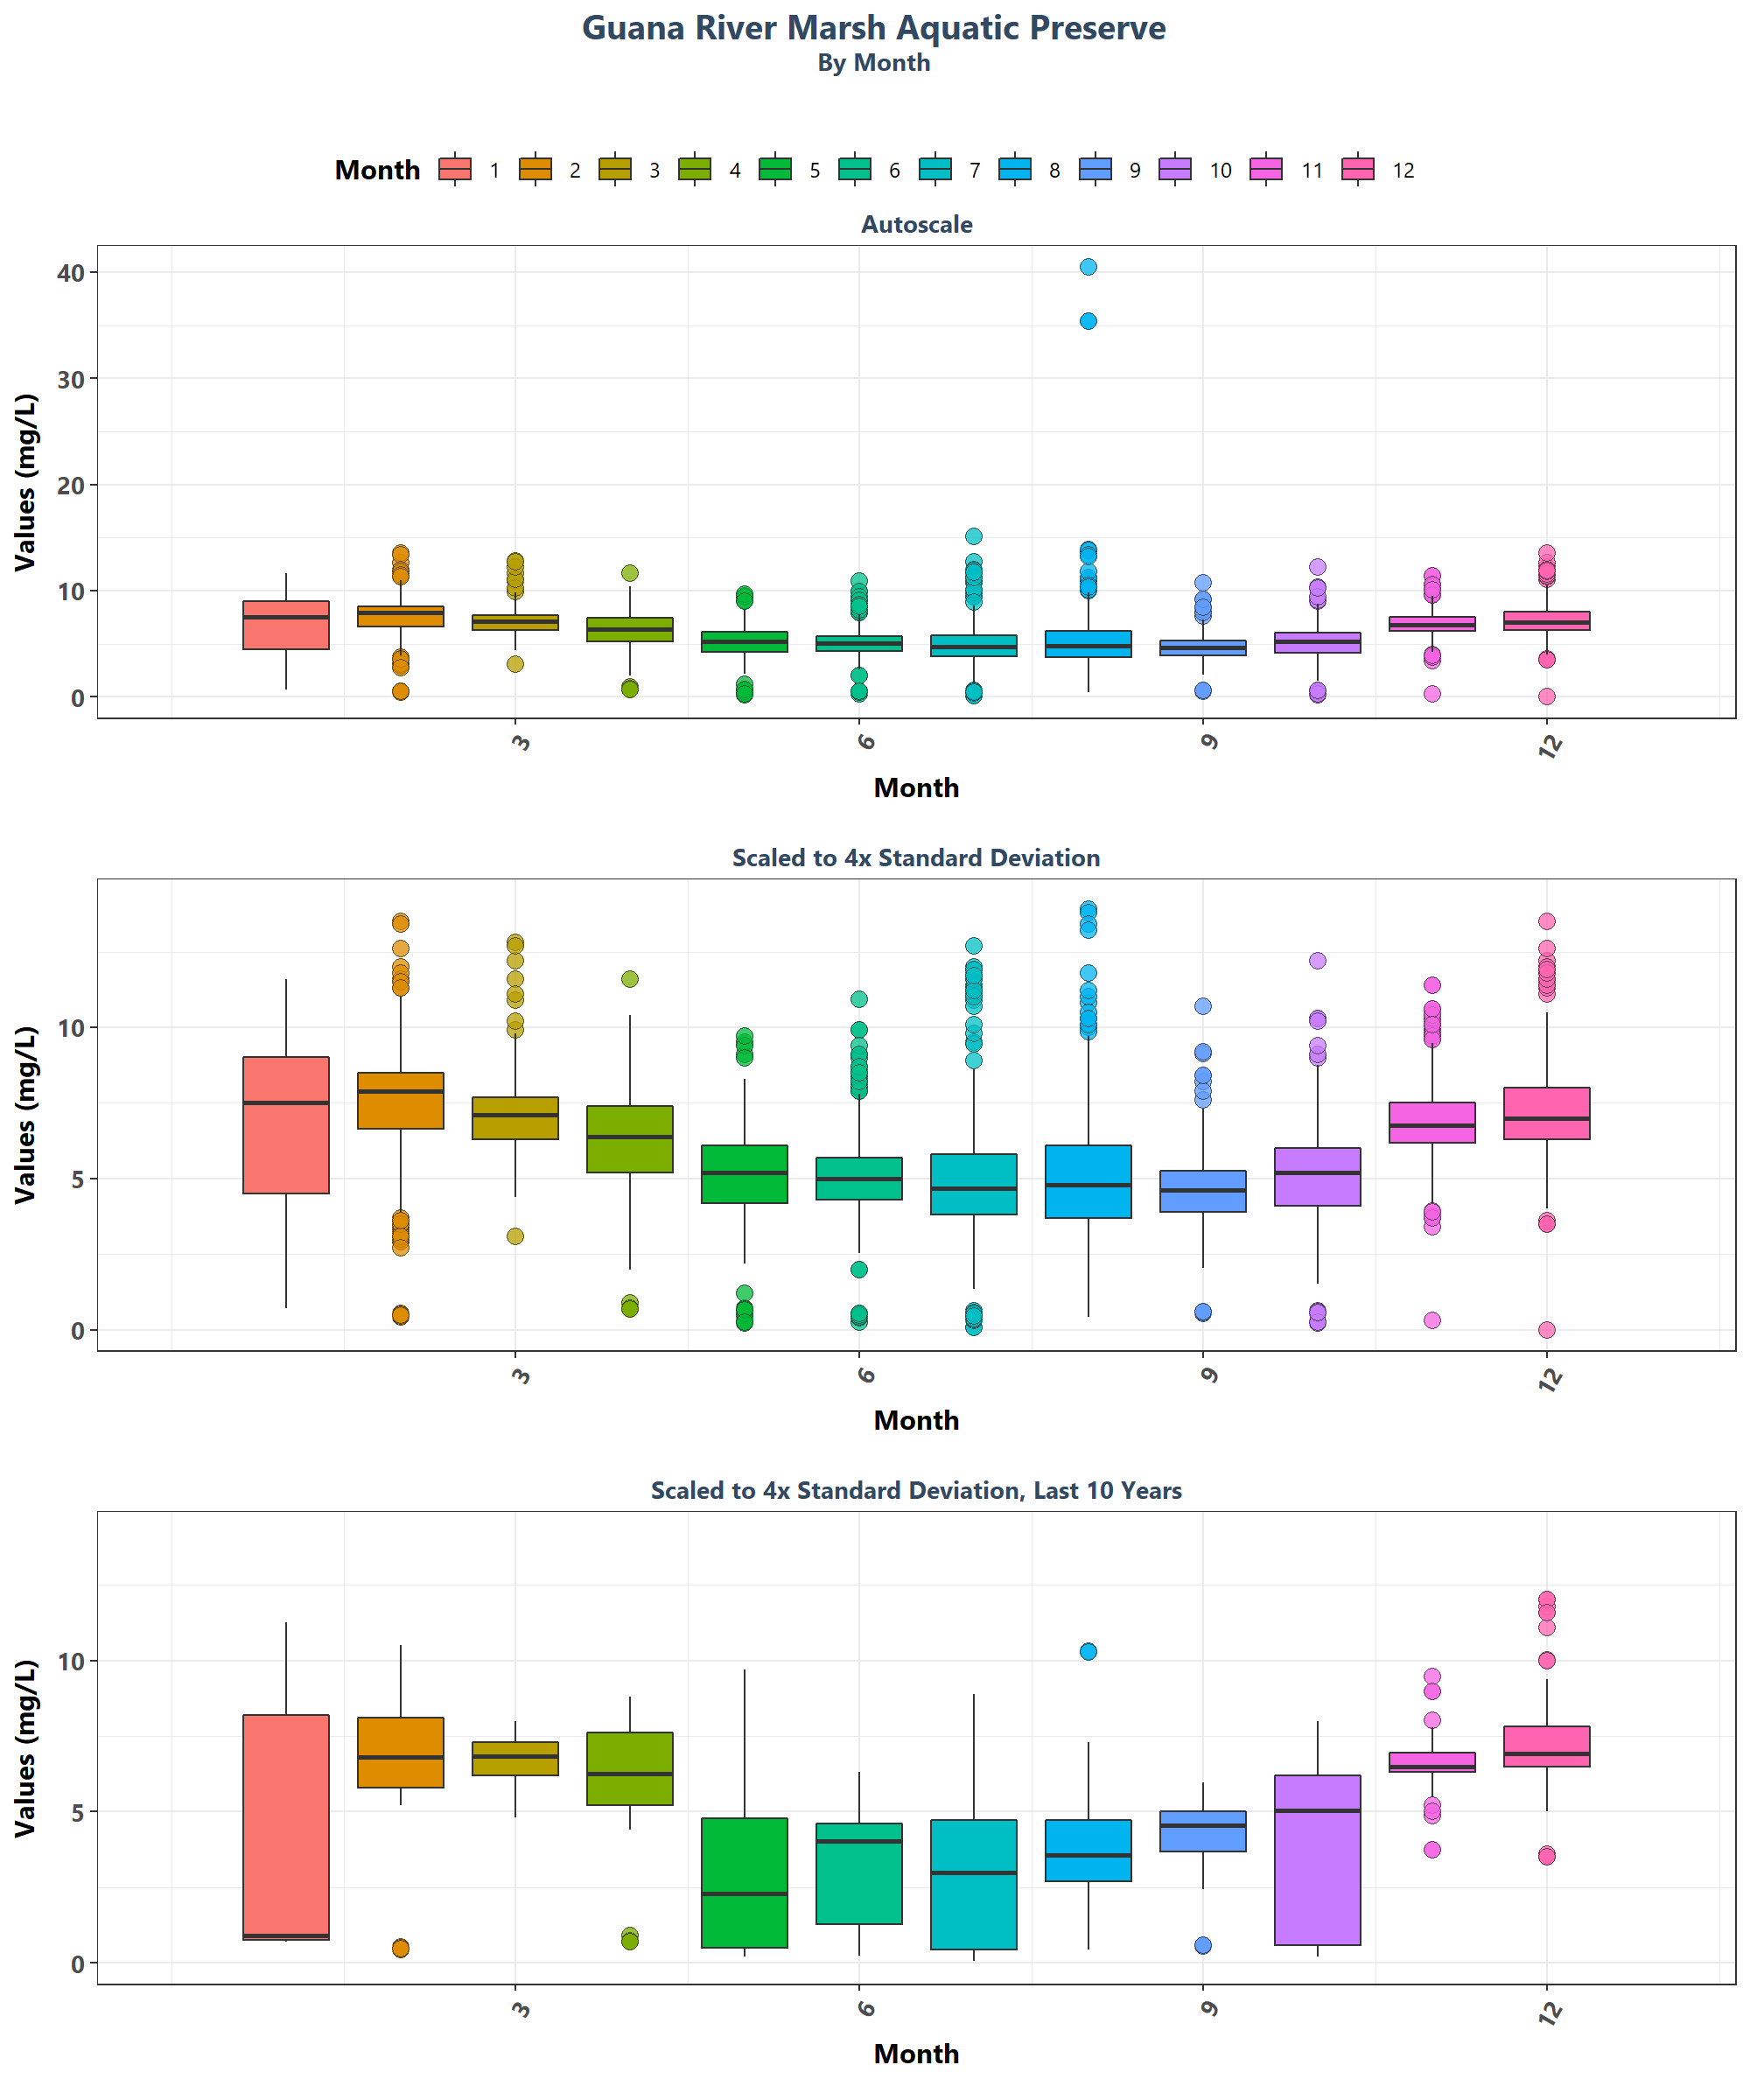 Guana River Marsh Aquatic Preserve
By Month
Month 1 2 3 4 5 6 7 8 9 10 11 12
Autoscale
Values (mg/L)
40
30
20
10
0
3 6 9 12
Month
Scaled to 4x Standard Deviation
Values (mg/L)
10
5
0
3 6 9 12
Month
Scaled to 4x Standard Deviation, Last 10 Years
Values (mg/L)
10
5
0
3 6 9 12
Month